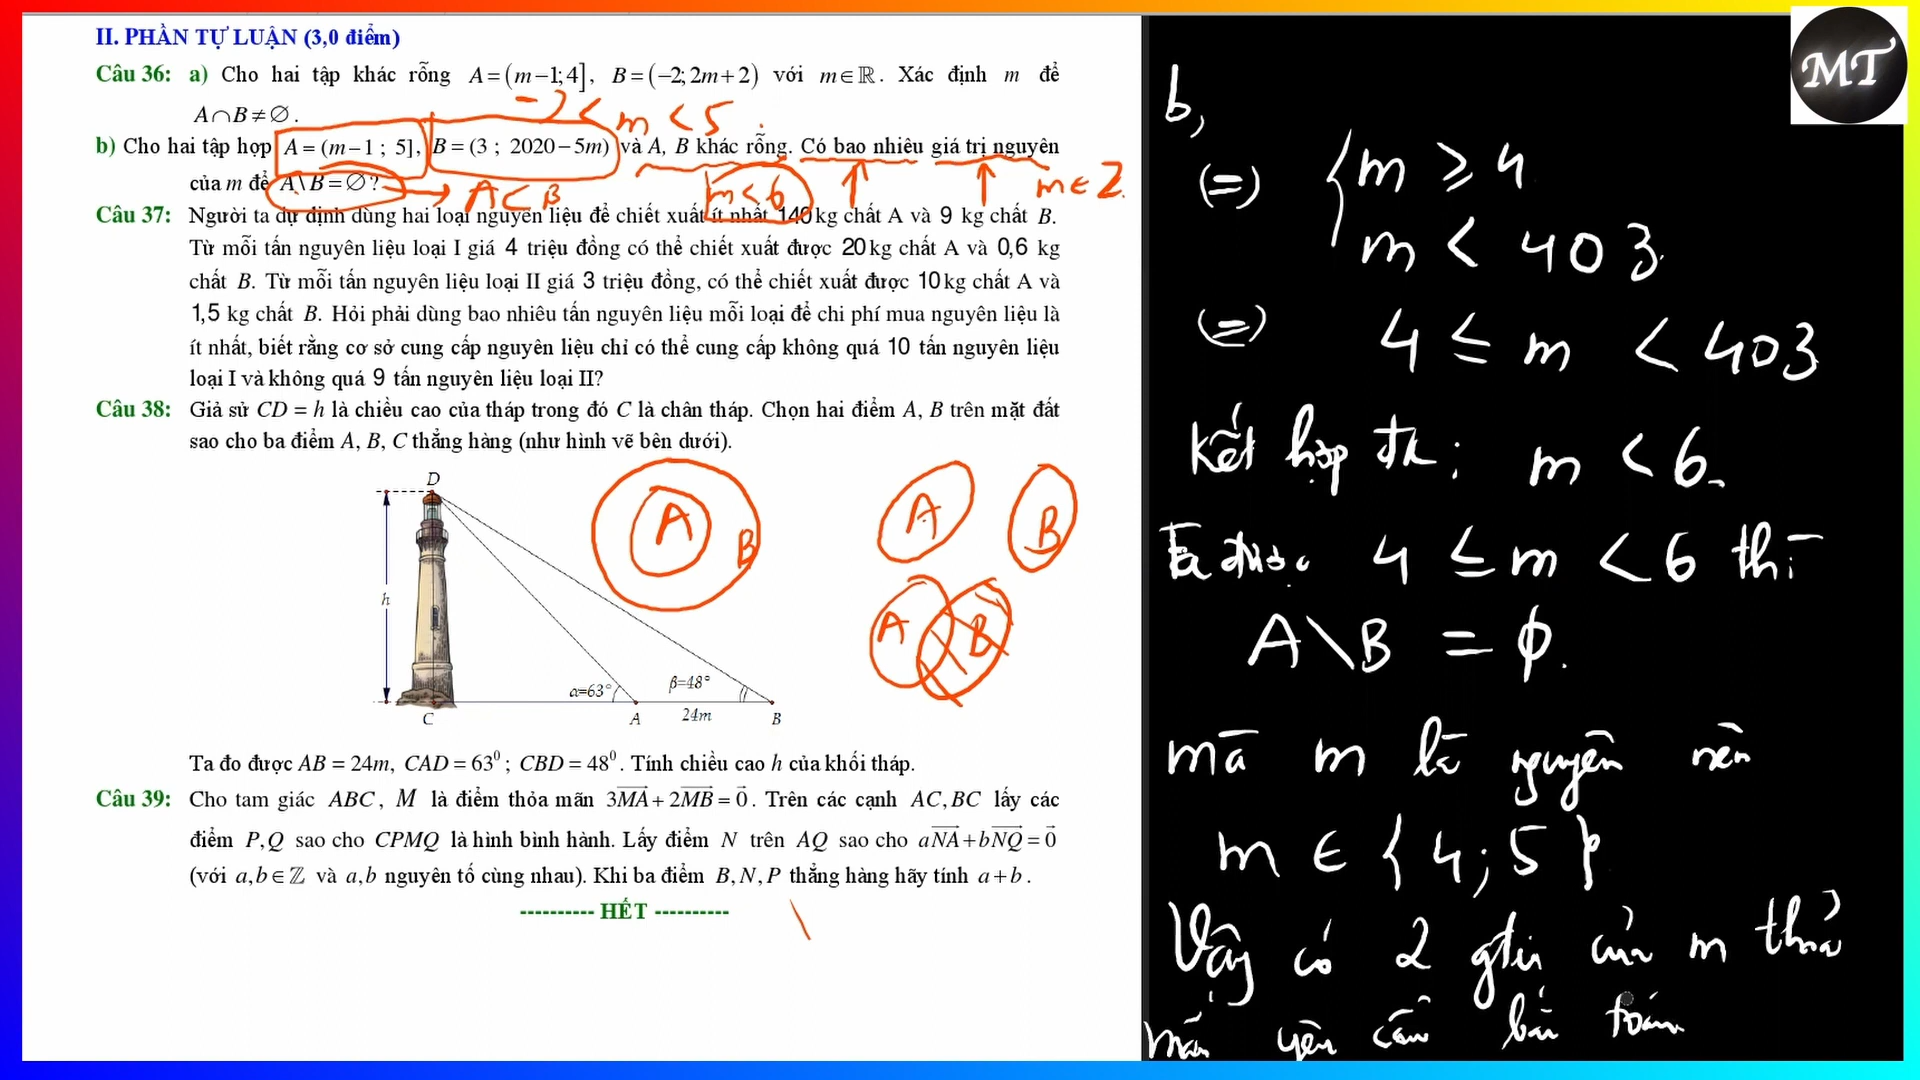 II. PHẦN TỰ LUẬN (3,0 điểm)
Câu 36: a) Cho hai tập khác rỗng A=(m−1;4], B=(−2;2m+2) với m∈ℝ. Xác định m để
A∩B≠∅.
−2 < m < 5
b) Cho hai tập hợp A=(m−1 ; 5], B=(3 ; 2020−5m) và A, B khác rỗng. Có bao nhiêu giá trị nguyên
của m để A\B=∅?
A ⊂ B
m < 6
m ∈ Z
Câu 37: Người ta dự định dùng hai loại nguyên liệu để chiết xuất ít nhất 140kg chất A và 9 kg chất B.
Từ mỗi tấn nguyên liệu loại I giá 4 triệu đồng có thể chiết xuất được 20kg chất A và 0,6 kg
chất B. Từ mỗi tấn nguyên liệu loại II giá 3 triệu đồng, có thể chiết xuất được 10kg chất A và
1,5 kg chất B. Hỏi phải dùng bao nhiêu tấn nguyên liệu mỗi loại để chi phí mua nguyên liệu là
ít nhất, biết rằng cơ sở cung cấp nguyên liệu chỉ có thể cung cấp không quá 10 tấn nguyên liệu
loại I và không quá 9 tấn nguyên liệu loại II?
Câu 38: Giả sử CD = h là chiều cao của tháp trong đó C là chân tháp. Chọn hai điểm A, B trên mặt đất
sao cho ba điểm A, B, C thẳng hàng (như hình vẽ bên dưới).
D
h
α=63°
β=48°
C
A
24m
B
A
B
A
B
A
B
Ta đo được AB = 24m, CAD = 63⁰; CBD = 48⁰. Tính chiều cao h của khối tháp.
Câu 39: Cho tam giác ABC, M là điểm thỏa mãn 3MA⃗+2MB⃗=0⃗. Trên các cạnh AC,BC lấy các
điểm P,Q sao cho CPMQ là hình bình hành. Lấy điểm N trên AQ sao cho aNA⃗+bNQ⃗=0⃗
(với a,b∈ℤ và a,b nguyên tố cùng nhau). Khi ba điểm B,N,P thẳng hàng hãy tính a+b.
---------- HẾT ----------
MT
b,
(=) { m ≥ 4
m < 403
(=) 4 ≤ m < 403
Kết hợp đk: m < 6.
Ta được 4 ≤ m < 6 thì
A\B = ∅.
mà m là nguyên nên
m ∈ {4;5}
Vậy có 2 gtrị của m thỏa
mãn yêu cầu bài toán